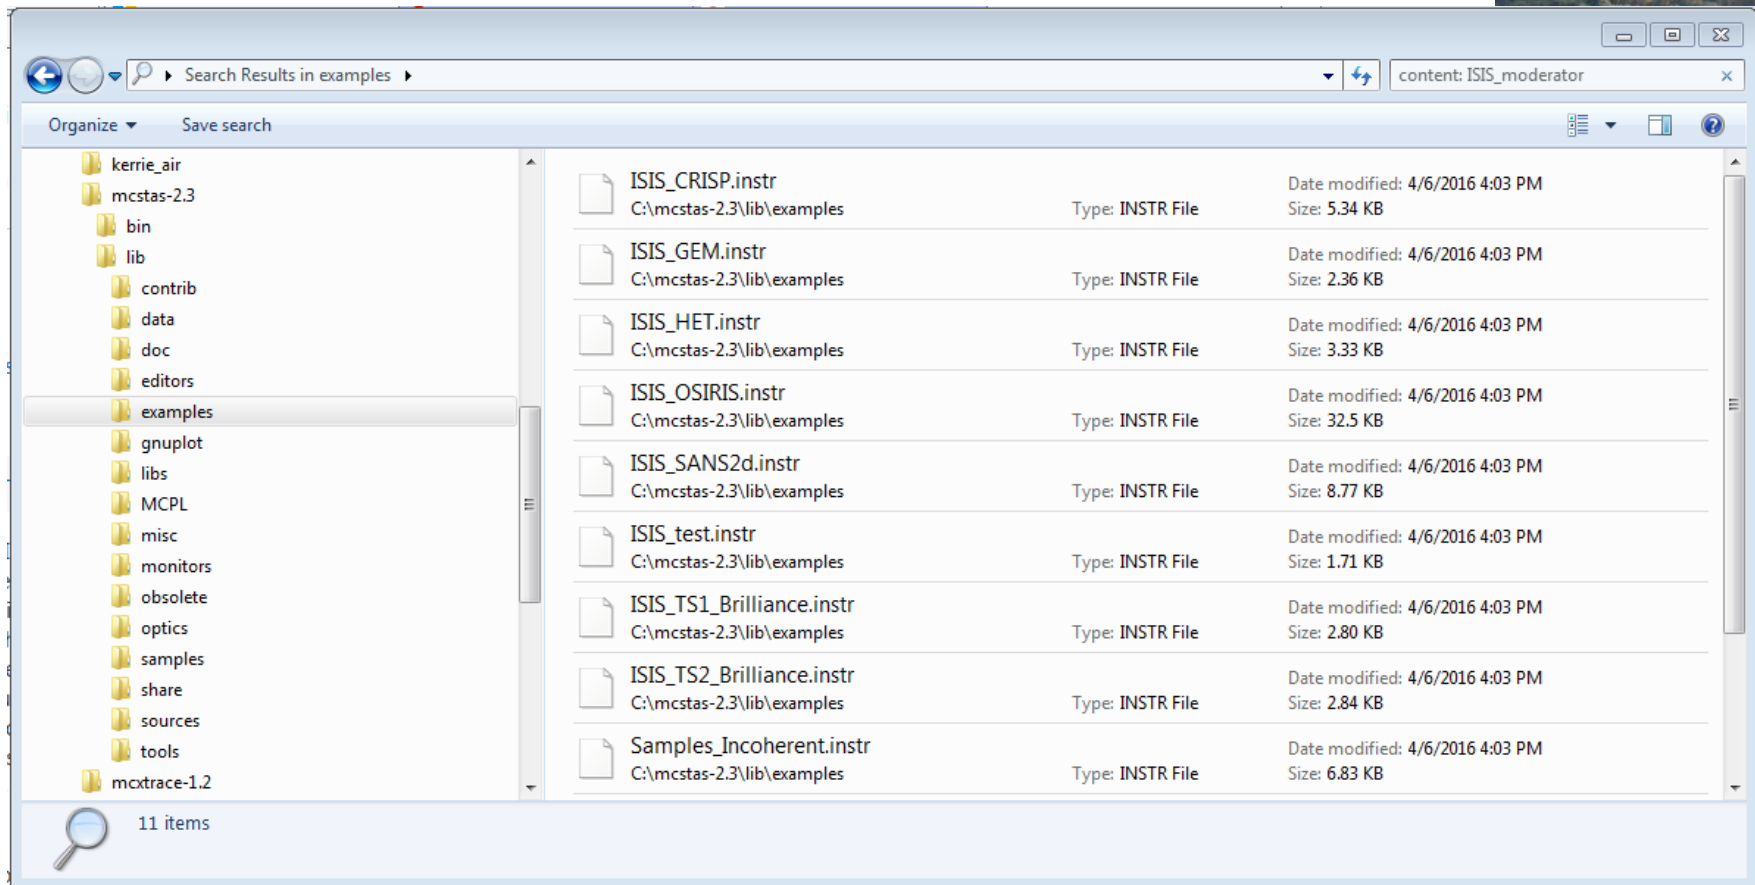 Search Results in examples
content: ISIS_moderator
Organize
Save search
kerrie_air
mcstas-2.3
bin
lib
contrib
data
doc
editors
examples
gnuplot
libs
MCPL
misc
monitors
obsolete
optics
samples
share
sources
tools
mcxtrace-1.2
ISIS_CRISP.instr
Date modified: 4/6/2016 4:03 PM
C:\mcstas-2.3\lib\examples
Type: INSTR File
Size: 5.34 KB
ISIS_GEM.instr
Date modified: 4/6/2016 4:03 PM
C:\mcstas-2.3\lib\examples
Type: INSTR File
Size: 2.36 KB
ISIS_HET.instr
Date modified: 4/6/2016 4:03 PM
C:\mcstas-2.3\lib\examples
Type: INSTR File
Size: 3.33 KB
ISIS_OSIRIS.instr
Date modified: 4/6/2016 4:03 PM
C:\mcstas-2.3\lib\examples
Type: INSTR File
Size: 32.5 KB
ISIS_SANS2d.instr
Date modified: 4/6/2016 4:03 PM
C:\mcstas-2.3\lib\examples
Type: INSTR File
Size: 8.77 KB
ISIS_test.instr
Date modified: 4/6/2016 4:03 PM
C:\mcstas-2.3\lib\examples
Type: INSTR File
Size: 1.71 KB
ISIS_TS1_Brilliance.instr
Date modified: 4/6/2016 4:03 PM
C:\mcstas-2.3\lib\examples
Type: INSTR File
Size: 2.80 KB
ISIS_TS2_Brilliance.instr
Date modified: 4/6/2016 4:03 PM
C:\mcstas-2.3\lib\examples
Type: INSTR File
Size: 2.84 KB
Samples_Incoherent.instr
Date modified: 4/6/2016 4:03 PM
C:\mcstas-2.3\lib\examples
Type: INSTR File
Size: 6.83 KB
11 items